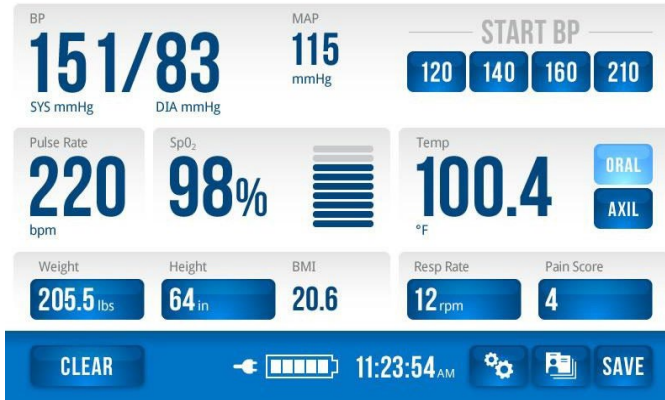 BP
MAP
START BP
151/83
115
mmHg
120 140 160 210
SYS mmHg DIA mmHg
Pulse Rate
SpO₂
Temp
220
98%
100.4
ORAL
AXIL
bpm
°F
Weight Height BMI Resp Rate Pain Score
205.5 lbs 64 in 20.6 12 rpm 4
CLEAR 11:23:54 AM SAVE